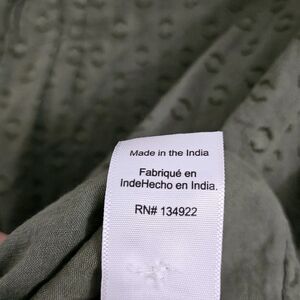 Made in the India
Fabriqué en
IndeHecho en India.
RN# 134922